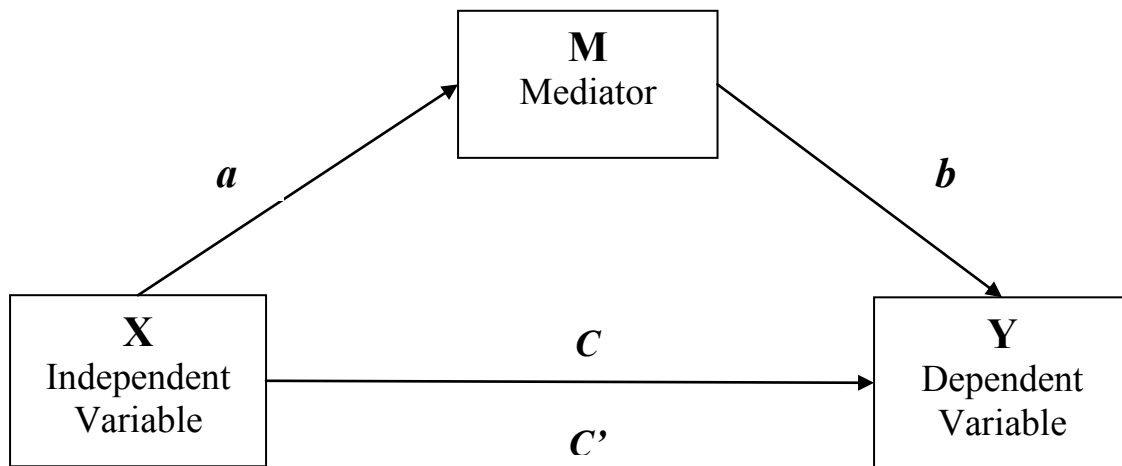 M
Mediator
a
b
X
Independent
Variable
C
C’
Y
Dependent
Variable